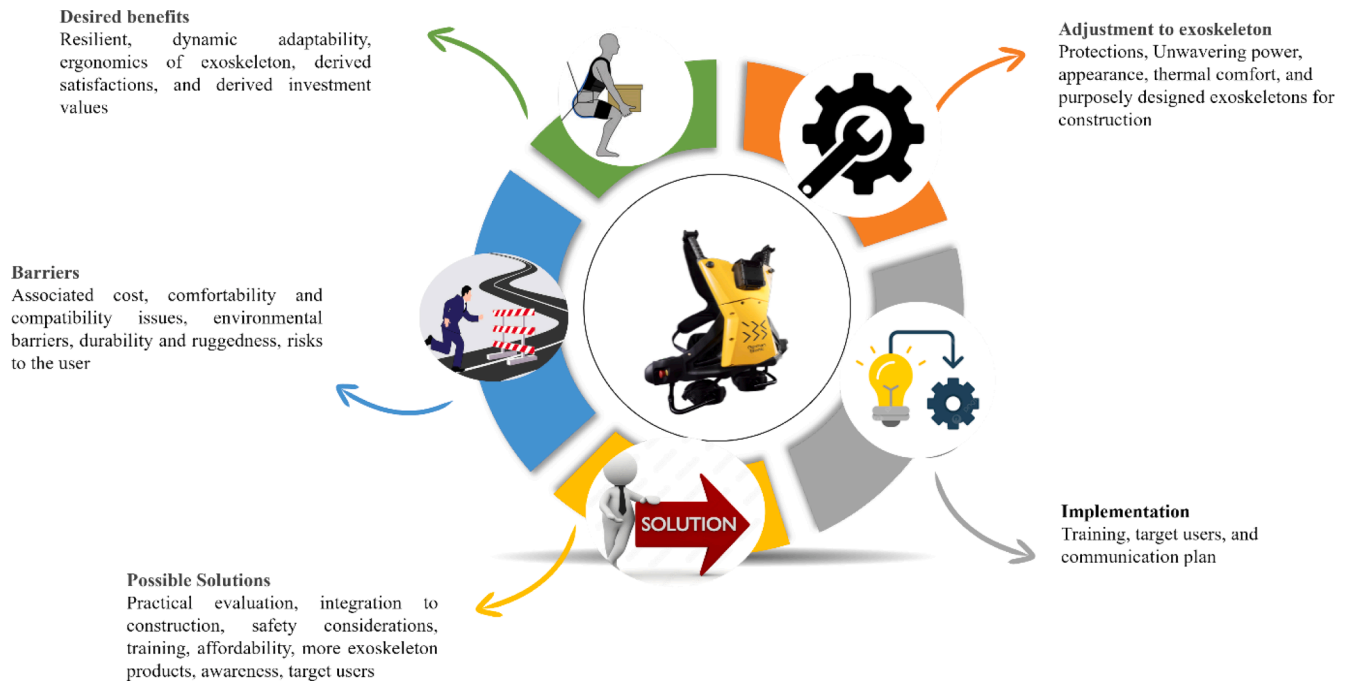 Desired benefits
Resilient, dynamic adaptability,
ergonomics of exoskeleton, derived
satisfactions, and derived investment
values
Adjustment to exoskeleton
Protections, Unwavering power,
appearance, thermal comfort, and
purposely designed exoskeletons for
construction
Barriers
Associated cost, comfortability and
compatibility issues, environmental
barriers, durability and ruggedness, risks
to the user
Implementation
Training, target users, and
communication plan
SOLUTION
Possible Solutions
Practical evaluation, integration to
construction, safety considerations,
training, affordability, more exoskeleton
products, awareness, target users